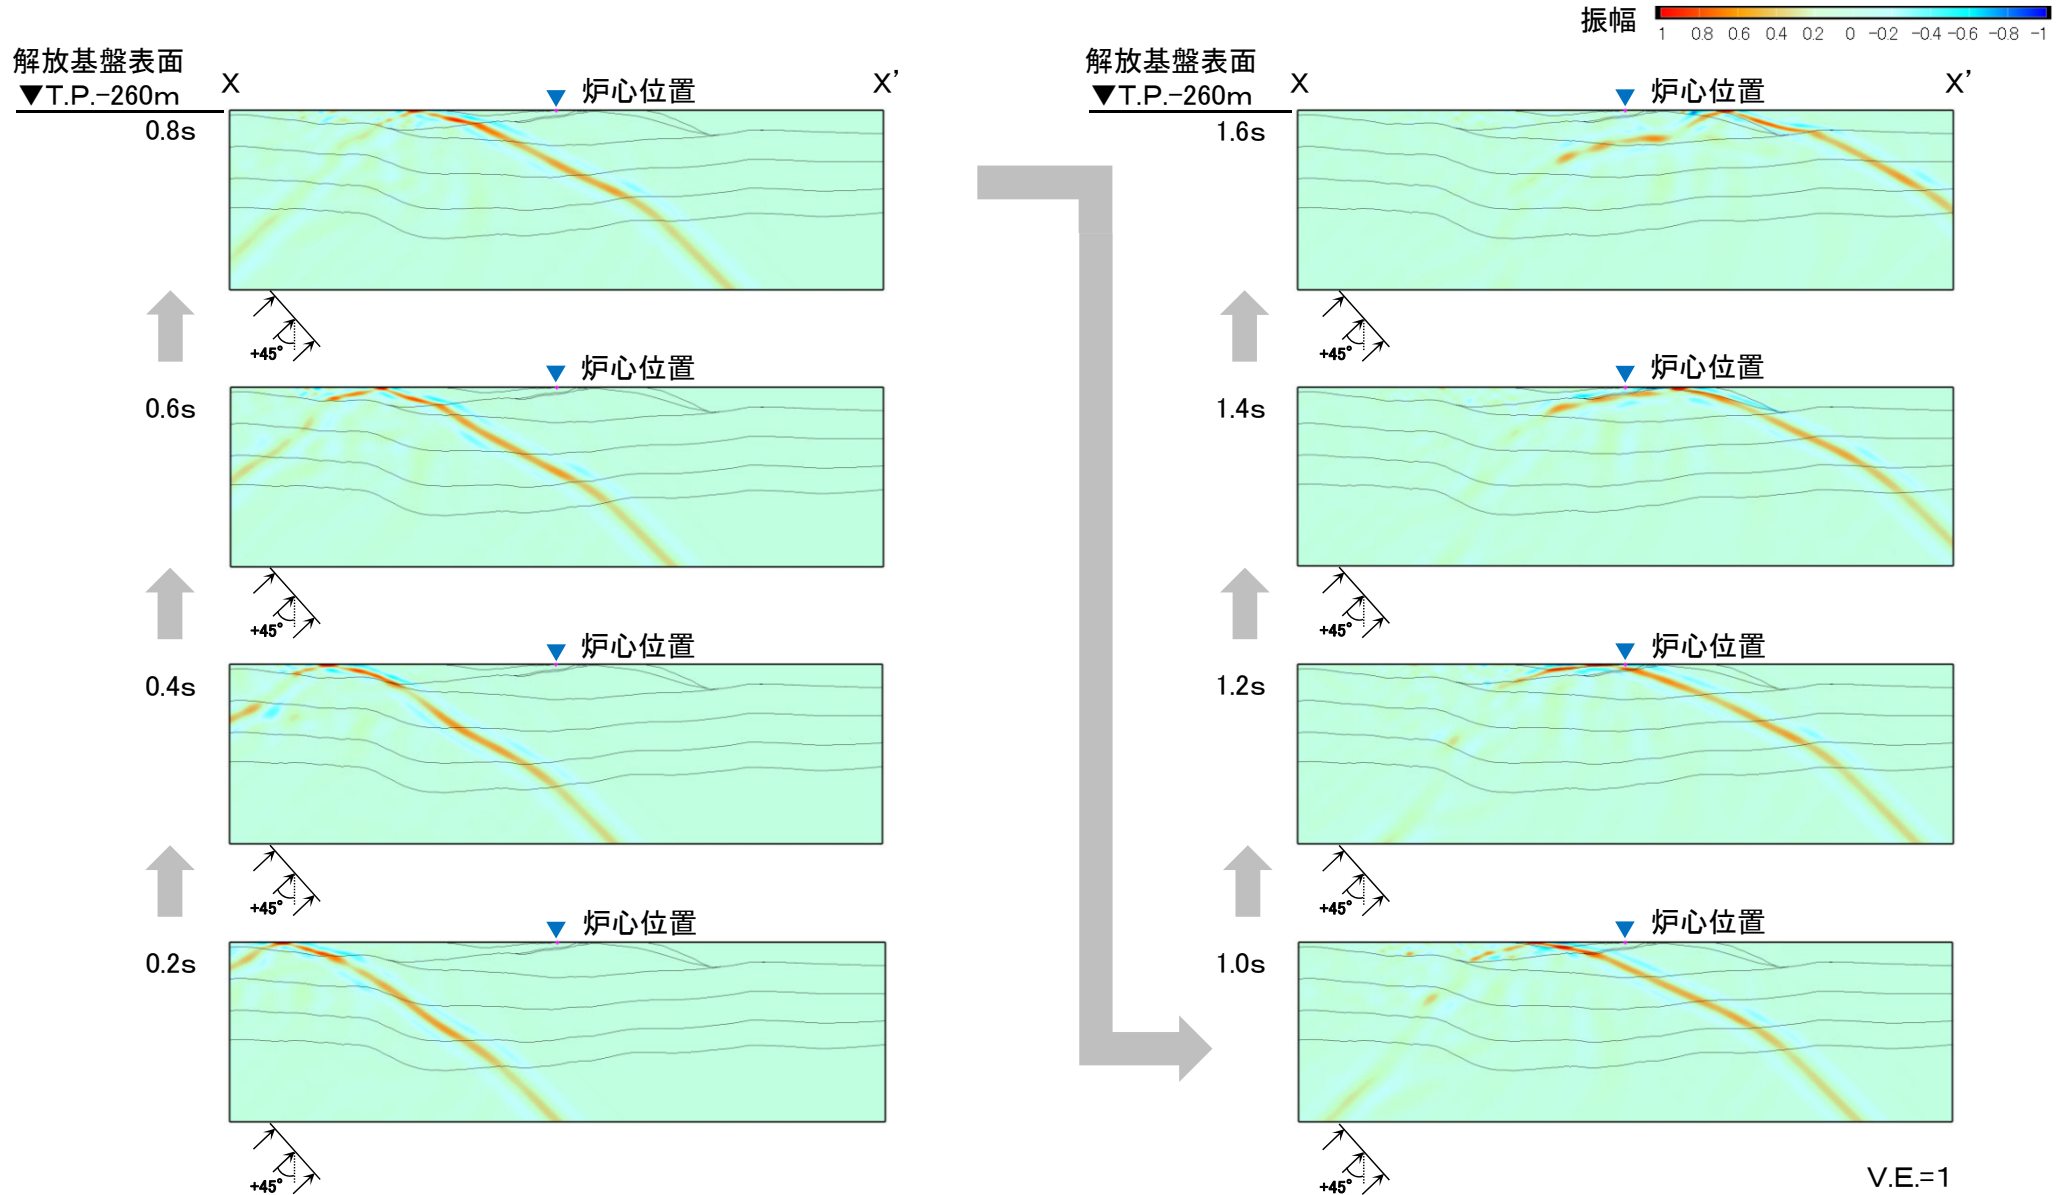 振幅
1 0.8 0.6 0.4 0.2 0 -0.2 -0.4 -0.6 -0.8 -1
解放基盤表面
▼T.P.-260m
X
X'
炉心位置
0.8s
+45°
炉心位置
0.6s
+45°
炉心位置
0.4s
+45°
炉心位置
0.2s
+45°
解放基盤表面
▼T.P.-260m
X
X'
炉心位置
1.6s
+45°
炉心位置
1.4s
+45°
炉心位置
1.2s
+45°
炉心位置
1.0s
+45°
V.E.=1